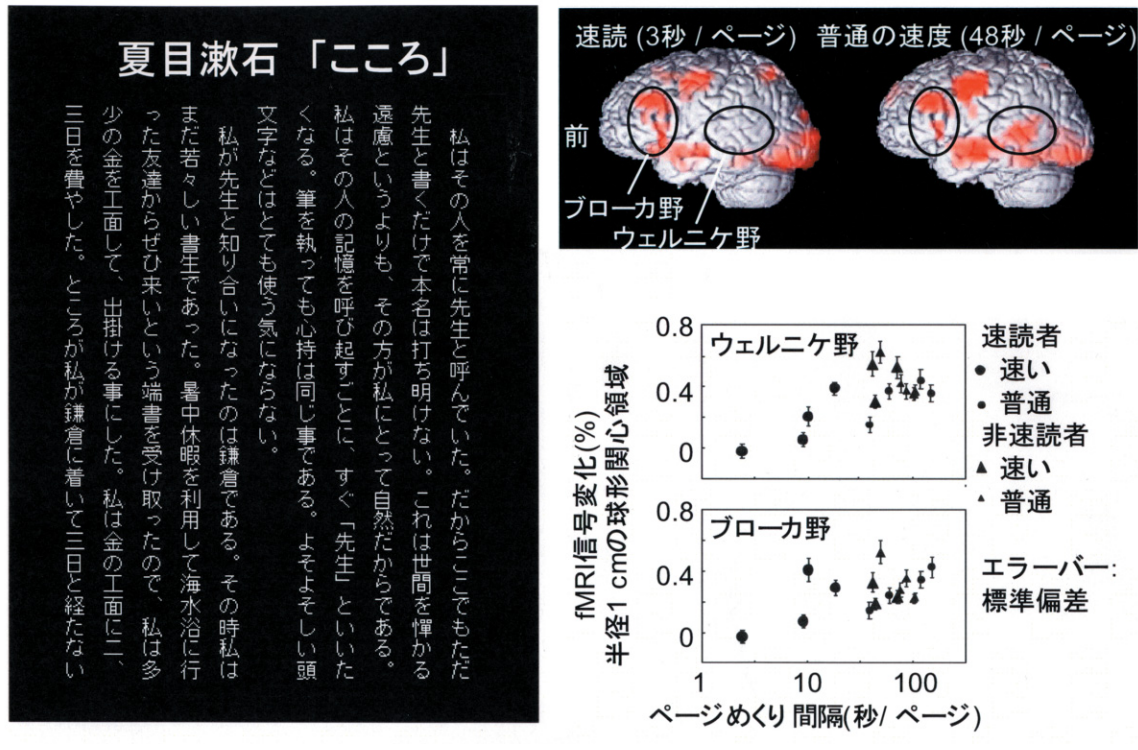 夏目漱石 「こころ」
私はその人を常に先生と呼んでいた。だからここでもただ
先生と書くだけで本名は打ち明けない。これは世間を憚かる
遠慮というよりも、その方が私にとって自然だからである。
私はその人の記憶を呼び起すごとに、すぐ「先生」といいた
くなる。筆を執っても心持は同じ事である。よそよそしい頭
文字などはとても使う気にならない。
私が先生と知り合いになったのは鎌倉である。その時私は
まだ若々しい書生であった。暑中休暇を利用して海水浴に行
った友達からぜひ来いという端書を受け取ったので、私は多
少の金を工面して、出掛ける事にした。私は金の工面に二、
三日を費やした。ところが私が鎌倉に着いて三日と経たない
速読 (3秒 / ページ)
普通の速度 (48秒 / ページ)
前
ブローカ野
ウェルニケ野
fMRI信号変化(%)
半径1 cmの球形関心領域
0.8
0.4
0
ウェルニケ野
0.8
0.4
0
ブローカ野
1
10
100
ページめくり間隔(秒/ ページ)
速読者
速い
普通
非速読者
速い
普通
エラーバー:
標準偏差